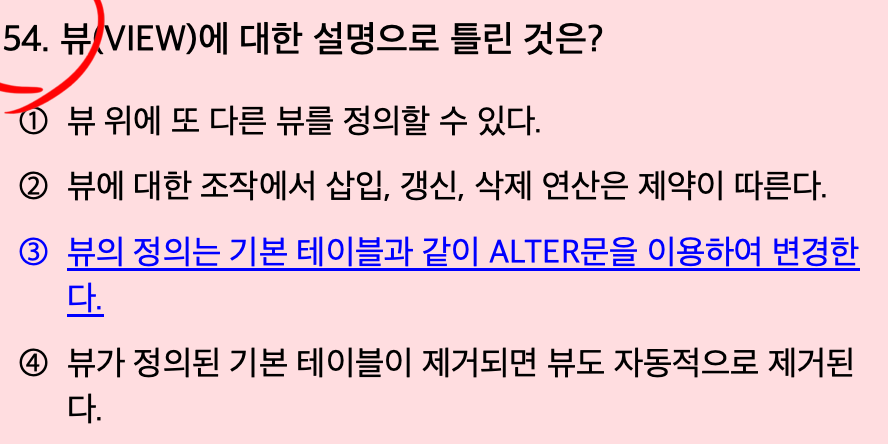 54. 뷰(VIEW)에 대한 설명으로 틀린 것은?
① 뷰 위에 또 다른 뷰를 정의할 수 있다.
② 뷰에 대한 조작에서 삽입, 갱신, 삭제 연산은 제약이 따른다.
③ 뷰의 정의는 기본 테이블과 같이 ALTER문을 이용하여 변경한
다.
④ 뷰가 정의된 기본 테이블이 제거되면 뷰도 자동적으로 제거된
다.